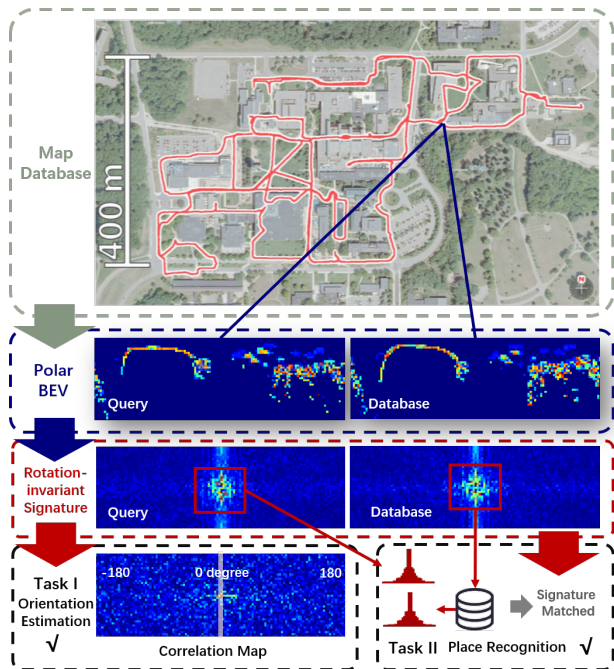 Map
Database
400 m
N
Polar
BEV
Query
Database
Rotation-
invariant
Signature
Query
Database
Task I
Orientation
Estimation
√
-180
0 degree
180
Correlation Map
Signature
Matched
Task II
Place Recognition
√